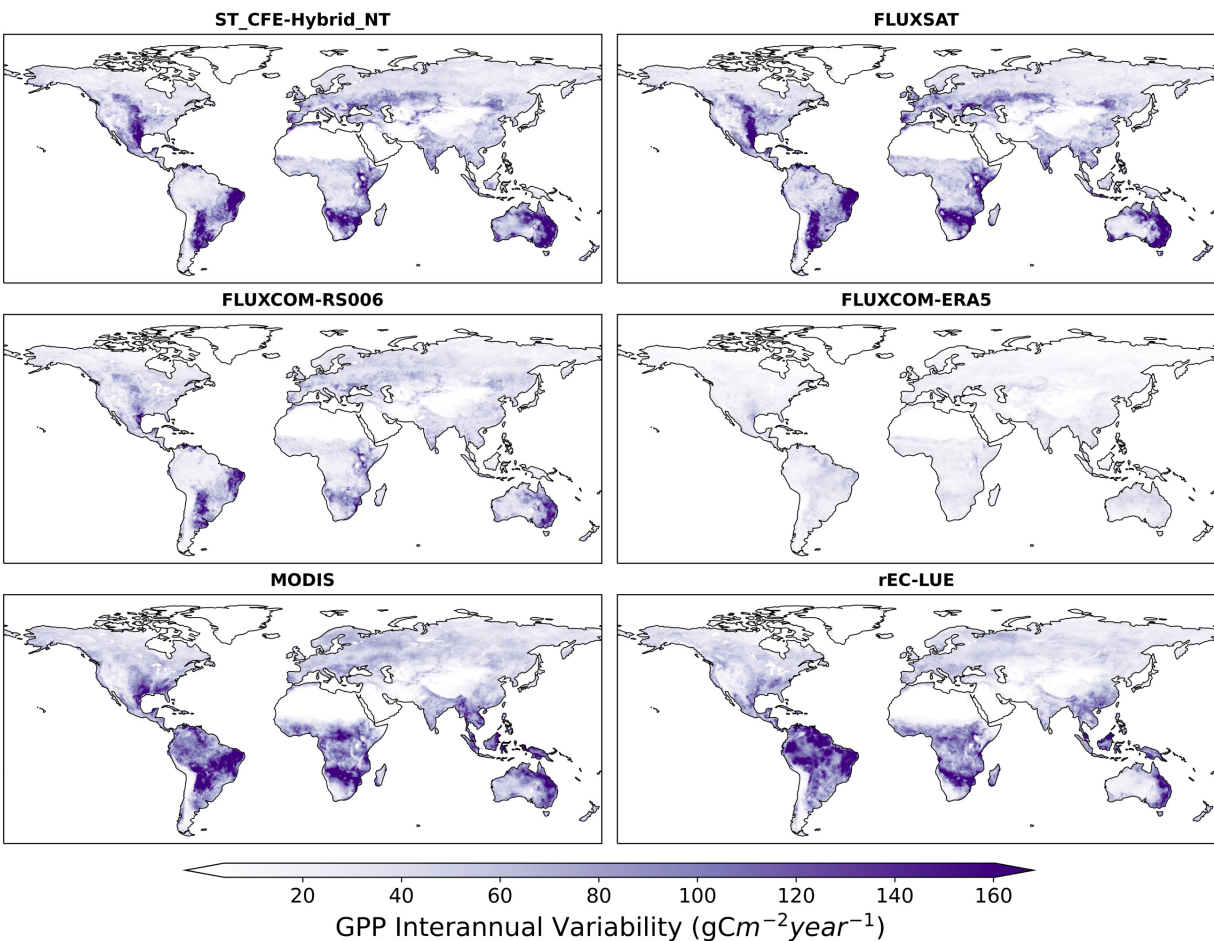 ST_CFE-Hybrid_NT FLUXSAT
FLUXCOM-RS006 FLUXCOM-ERA5
MODIS rEC-LUE
20 40 60 80 100 120 140 160
GPP Interannual Variability (gCm⁻²year⁻¹)